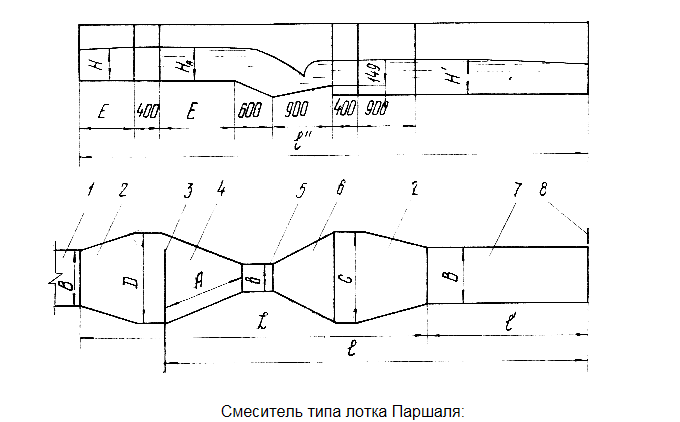 H Hа 149 H'
E 400 E 600 900 400 900
l''
1 2 3 4 5 6 2 7 8
B D A в C B
L l'
l
Смеситель типа лотка Паршаля: